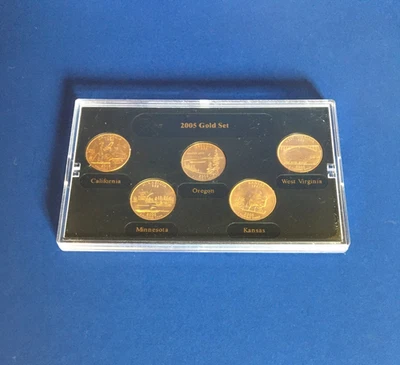 2005 Gold Set
California
Oregon
West Virginia
Minnesota
Kansas